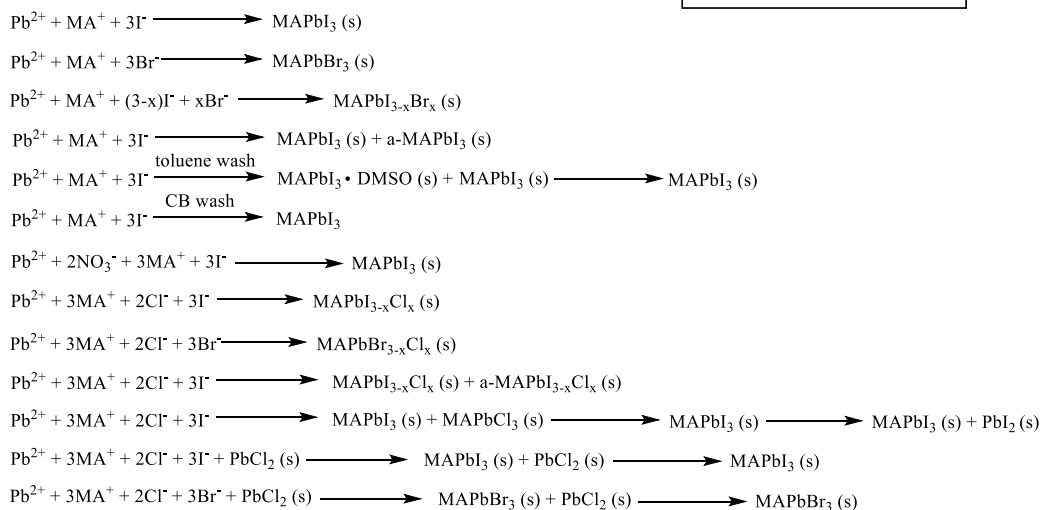 Pb²⁺ + MA⁺ + 3I⁻ ⟶ MAPbI₃ (s)
Pb²⁺ + MA⁺ + 3Br⁻ ⟶ MAPbBr₃ (s)
Pb²⁺ + MA⁺ + (3-x)I⁻ + xBr⁻ ⟶ MAPbI₃₋ₓBrₓ (s)
Pb²⁺ + MA⁺ + 3I⁻ ⟶ MAPbI₃ (s) + a-MAPbI₃ (s)
toluene wash
Pb²⁺ + MA⁺ + 3I⁻ ⟶ MAPbI₃ • DMSO (s) + MAPbI₃ (s) ⟶ MAPbI₃ (s)
CB wash
Pb²⁺ + MA⁺ + 3I⁻ ⟶ MAPbI₃
Pb²⁺ + 2NO₃⁻ + 3MA⁺ + 3I⁻ ⟶ MAPbI₃ (s)
Pb²⁺ + 3MA⁺ + 2Cl⁻ + 3I⁻ ⟶ MAPbI₃₋ₓClₓ (s)
Pb²⁺ + 3MA⁺ + 2Cl⁻ + 3Br⁻ ⟶ MAPbBr₃₋ₓClₓ (s)
Pb²⁺ + 3MA⁺ + 2Cl⁻ + 3I⁻ ⟶ MAPbI₃₋ₓClₓ (s) + a-MAPbI₃₋ₓClₓ (s)
Pb²⁺ + 3MA⁺ + 2Cl⁻ + 3I⁻ ⟶ MAPbI₃ (s) + MAPbCl₃ (s) ⟶ MAPbI₃ (s) ⟶ MAPbI₃ (s) + PbI₂ (s)
Pb²⁺ + 3MA⁺ + 2Cl⁻ + 3I⁻ + PbCl₂ (s) ⟶ MAPbI₃ (s) + PbCl₂ (s) ⟶ MAPbI₃ (s)
Pb²⁺ + 3MA⁺ + 2Cl⁻ + 3Br⁻ + PbCl₂ (s) ⟶ MAPbBr₃ (s) + PbCl₂ (s) ⟶ MAPbBr₃ (s)